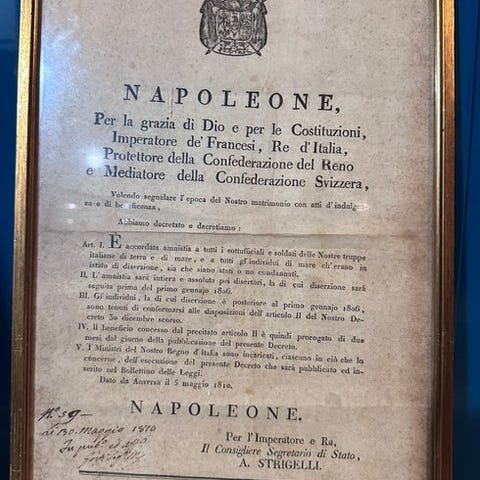 NAPOLEONE,
Per la grazia di Dio e per le Costituzioni,
Imperatore de' Francesi, Re d'Italia,
Protettore della Confederazione del Reno
e Mediatore della Confederazione Svizzera,
Volendo segnalare l'epoca del Nostro matrimonio con atti d'indulgen-
za e di beneficenza,
Abbiamo decretato e decretiamo:
Art. I. È accordata amnistia a tutti i sottufficiali e soldati delle Nostre truppe
italiane di terra e di mare, e a tutti gl'individui di mare ch'erano in
istato di diserzione, sia che siano stati o no condannati.
II. L'amnistia sarà intiera e assoluta pei disertori, la di cui diserzione sarà
seguita prima del primo gennajo 1806.
III. Gl'individui, la di cui diserzione è posteriore al primo gennajo 1806,
sono tenuti di conformarsi alle disposizioni dell'articolo II del Nostro De-
creto 30 dicembre scorso.
IV. Il beneficio concesso dal precitato articolo II è quindi prorogato di due
mesi dal giorno della pubblicazione del presente Decreto.
V. I Ministri del Nostro Regno d'Italia sono incaricati, ciascuno in ciò che lo
concerne, dell'esecuzione del presente Decreto che sarà pubblicato ed in-
serito nel Bollettino delle Leggi.
Dato da Anversa il 5 maggio 1810.
NAPOLEONE.
Per l'Imperatore e Re,
Il Consigliere Segretario di Stato,
A. STRIGELLI.
N.° 59
Maggio 1810